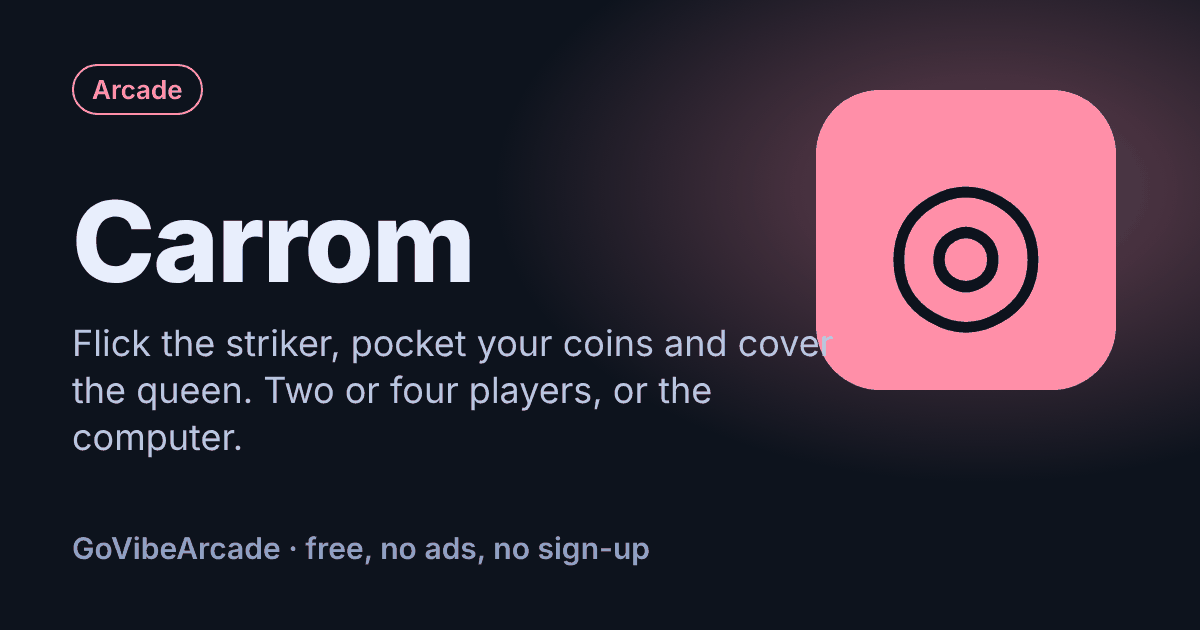 Arcade
Carrom
Flick the striker, pocket your coins and cover
the queen. Two or four players, or the
computer.
GoVibeArcade · free, no ads, no sign-up